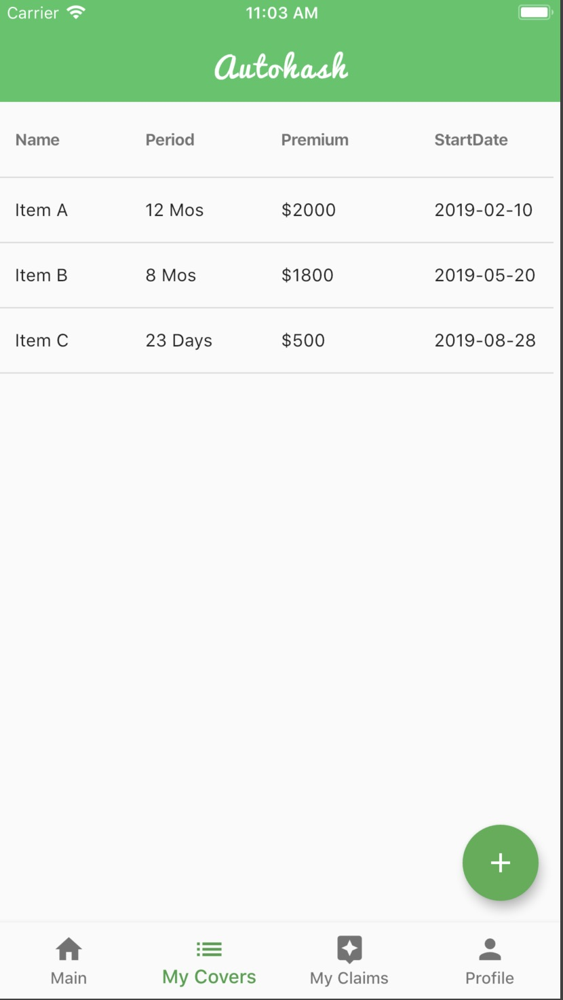 Carrier 11:03 AM
Autohash
Name Period Premium StartDate
Item A 12 Mos $2000 2019-02-10
Item B 8 Mos $1800 2019-05-20
Item C 23 Days $500 2019-08-28
+
Main My Covers My Claims Profile